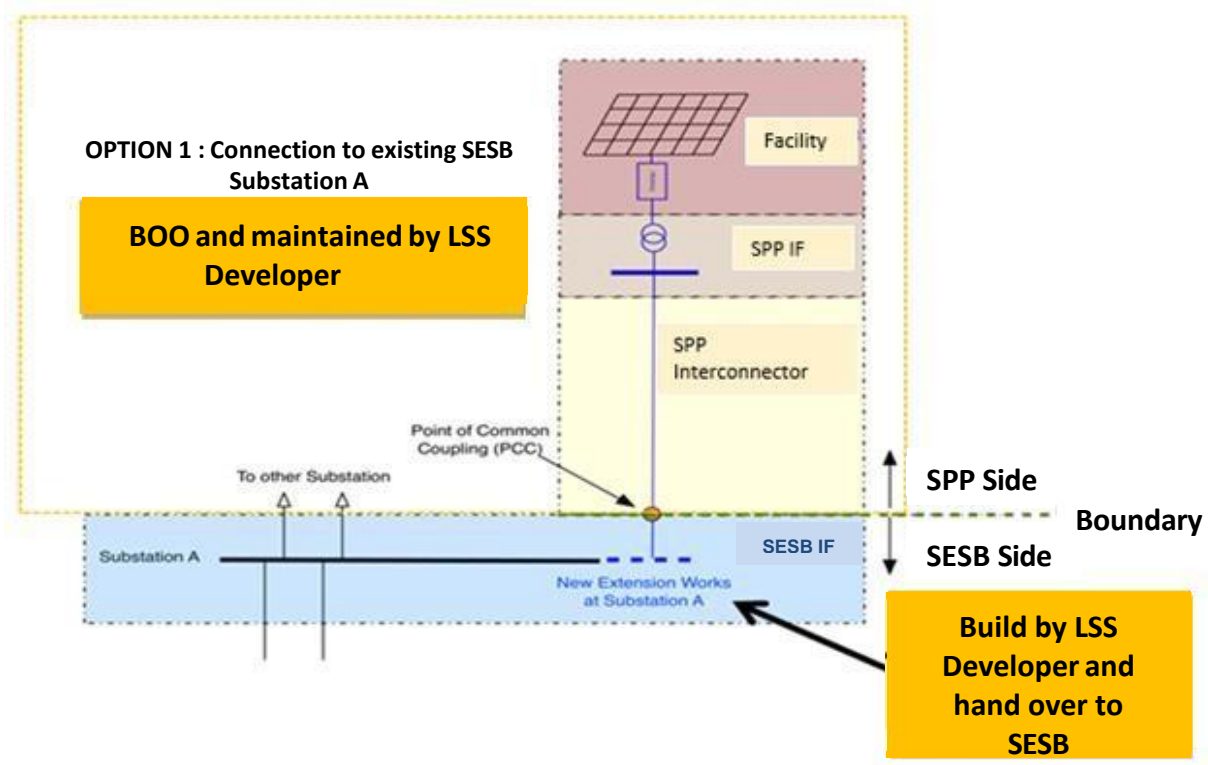 OPTION 1 : Connection to existing SESB
Substation A
BOO and maintained by LSS
Developer
Facility
SPP IF
SPP
Interconnector
Point of Common
Coupling (PCC)
To other Substation
SPP Side
Boundary
SESB Side
Substation A
SESB IF
New Extension Works
at Substation A
Build by LSS
Developer and
hand over to
SESB